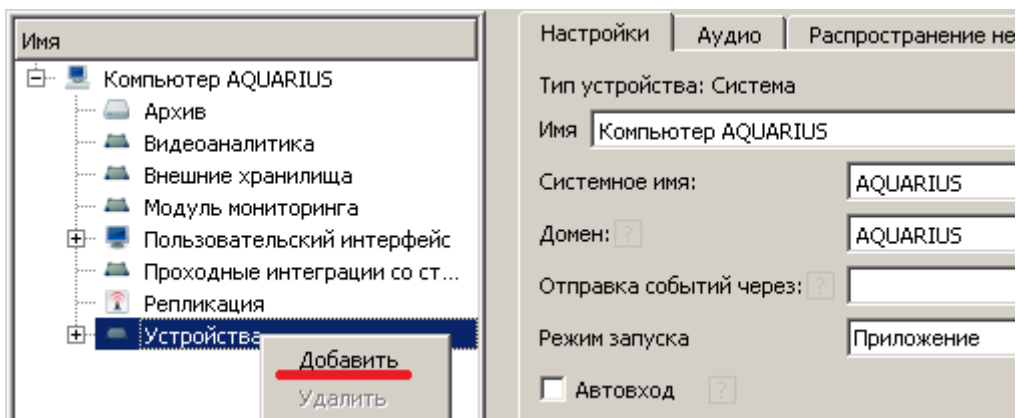 Имя
Компьютер AQUARIUS
Архив
Видеоаналитика
Внешние хранилища
Модуль мониторинга
Пользовательский интерфейс
Проходные интеграции со ст...
Репликация
Устройства
Добавить
Удалить
Настройки Аудио Распространение не
Тип устройства: Система
Имя Компьютер AQUARIUS
Системное имя: AQUARIUS
Домен: ? AQUARIUS
Отправка событий через: ?
Режим запуска Приложение
Автовход ?